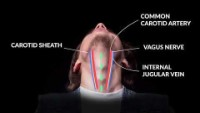 COMMON
CAROTID ARTERY
CAROTID SHEATH
VAGUS NERVE
INTERNAL
JUGULAR VEIN